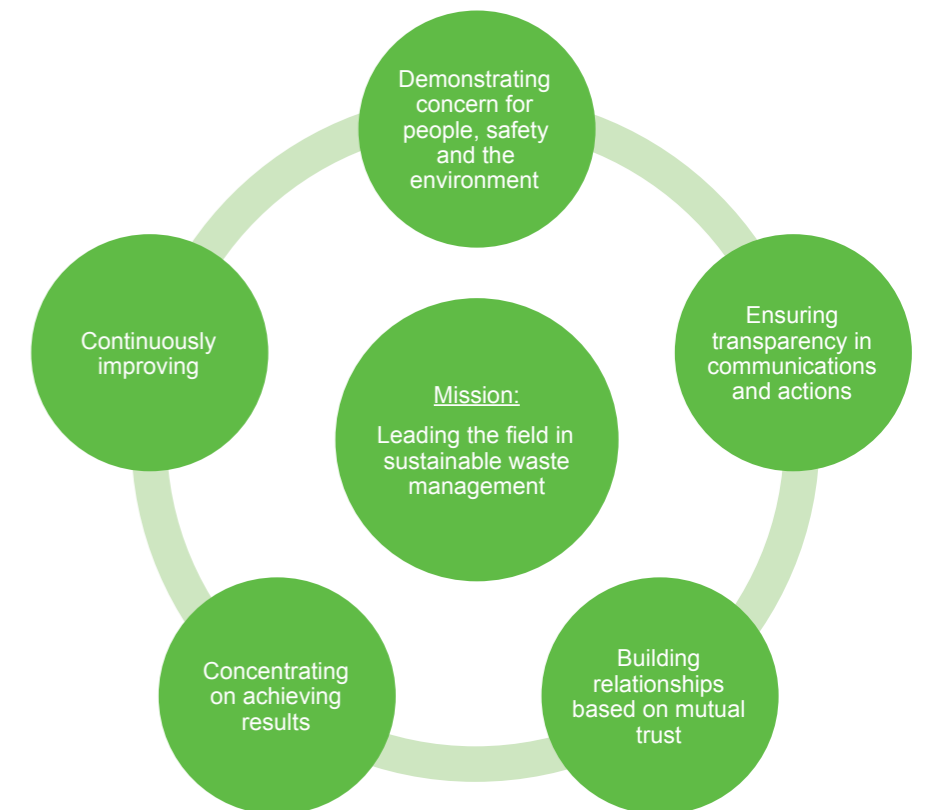 Demonstrating
concern for
people, safety
and the
environment
Ensuring
transparency in
communications
and actions
Building
relationships
based on mutual
trust
Concentrating
on achieving
results
Continuously
improving
Mission:
Leading the field in
sustainable waste
management